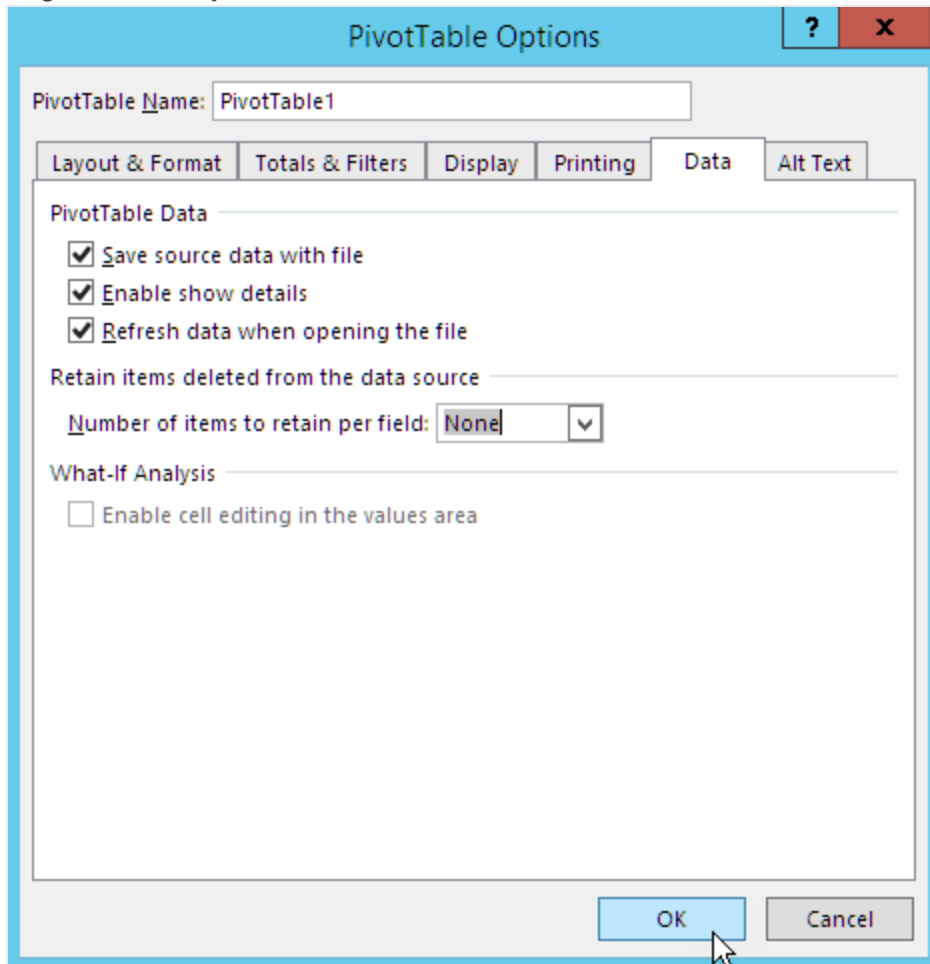 PivotTable Options
?
x
PivotTable Name: PivotTable1
Layout & Format Totals & Filters Display Printing Data Alt Text
PivotTable Data
Save source data with file
Enable show details
Refresh data when opening the file
Retain items deleted from the data source
Number of items to retain per field: None
What-If Analysis
Enable cell editing in the values area
OK Cancel